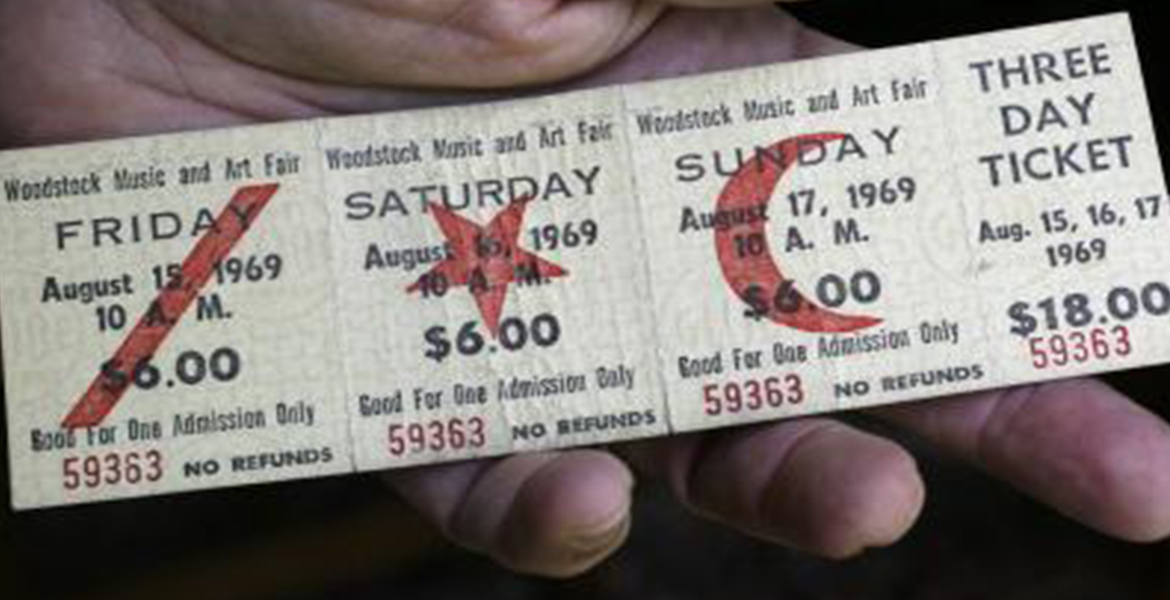 Woodstock Music and Art Fair
FRIDAY
August 15, 1969
10 A. M.
$6.00
Good For One Admission Only
59363 NO REFUNDS
Woodstock Music and Art Fair
SATURDAY
August 16, 1969
10 A. M.
$6.00
Good For One Admission Only
59363 NO REFUNDS
Woodstock Music and Art Fair
SUNDAY
August 17, 1969
10 A. M.
$6.00
Good For One Admission Only
59363 NO REFUNDS
THREE
DAY
TICKET
Aug. 15, 16, 17
1969
$18.00
59363